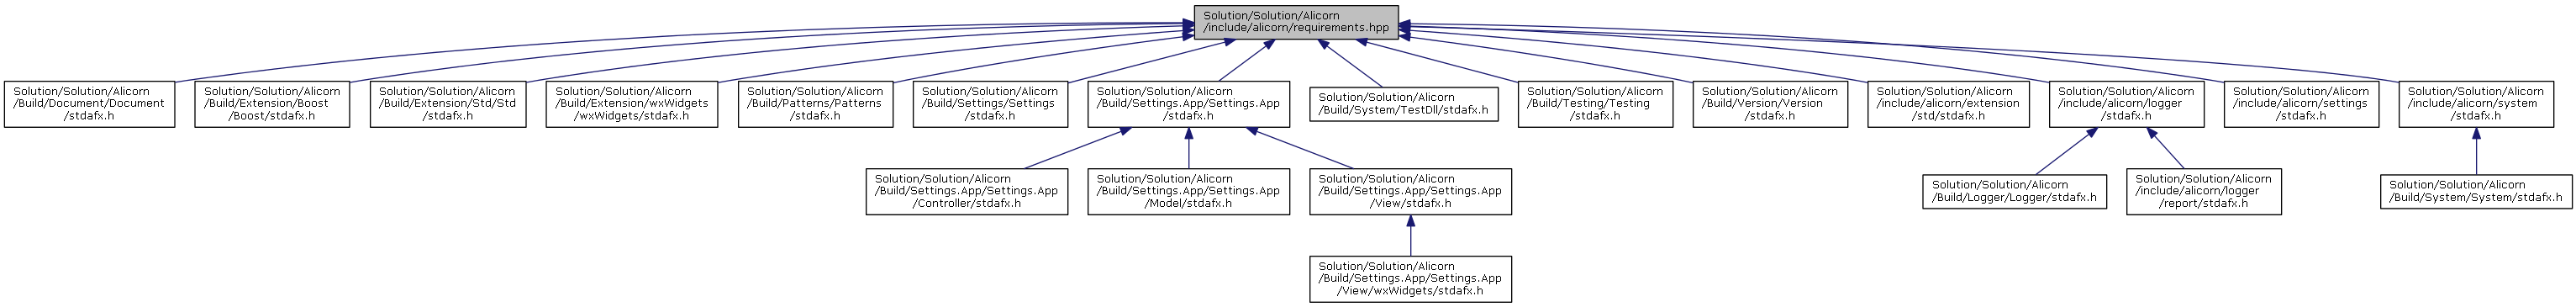 Solution/Solution/Alicorn
/include/alicorn/requirements.hpp
Solution/Solution/Alicorn
/Build/Document/Document
/stdafx.h
Solution/Solution/Alicorn
/Build/Extension/Boost
/Boost/stdafx.h
Solution/Solution/Alicorn
/Build/Extension/Std/Std
/stdafx.h
Solution/Solution/Alicorn
/Build/Extension/wxWidgets
/wxWidgets/stdafx.h
Solution/Solution/Alicorn
/Build/Patterns/Patterns
/stdafx.h
Solution/Solution/Alicorn
/Build/Settings/Settings
/stdafx.h
Solution/Solution/Alicorn
/Build/Settings.App/Settings.App
/stdafx.h
Solution/Solution/Alicorn
/Build/System/TestDll/stdafx.h
Solution/Solution/Alicorn
/Build/Testing/Testing
/stdafx.h
Solution/Solution/Alicorn
/Build/Version/Version
/stdafx.h
Solution/Solution/Alicorn
/include/alicorn/extension
/std/stdafx.h
Solution/Solution/Alicorn
/include/alicorn/logger
/stdafx.h
Solution/Solution/Alicorn
/include/alicorn/settings
/stdafx.h
Solution/Solution/Alicorn
/include/alicorn/system
/stdafx.h
Solution/Solution/Alicorn
/Build/Settings.App/Settings.App
/Controller/stdafx.h
Solution/Solution/Alicorn
/Build/Settings.App/Settings.App
/Model/stdafx.h
Solution/Solution/Alicorn
/Build/Settings.App/Settings.App
/View/stdafx.h
Solution/Solution/Alicorn
/Build/Logger/Logger/stdafx.h
Solution/Solution/Alicorn
/include/alicorn/logger
/report/stdafx.h
Solution/Solution/Alicorn
/Build/System/System/stdafx.h
Solution/Solution/Alicorn
/Build/Settings.App/Settings.App
/View/wxWidgets/stdafx.h